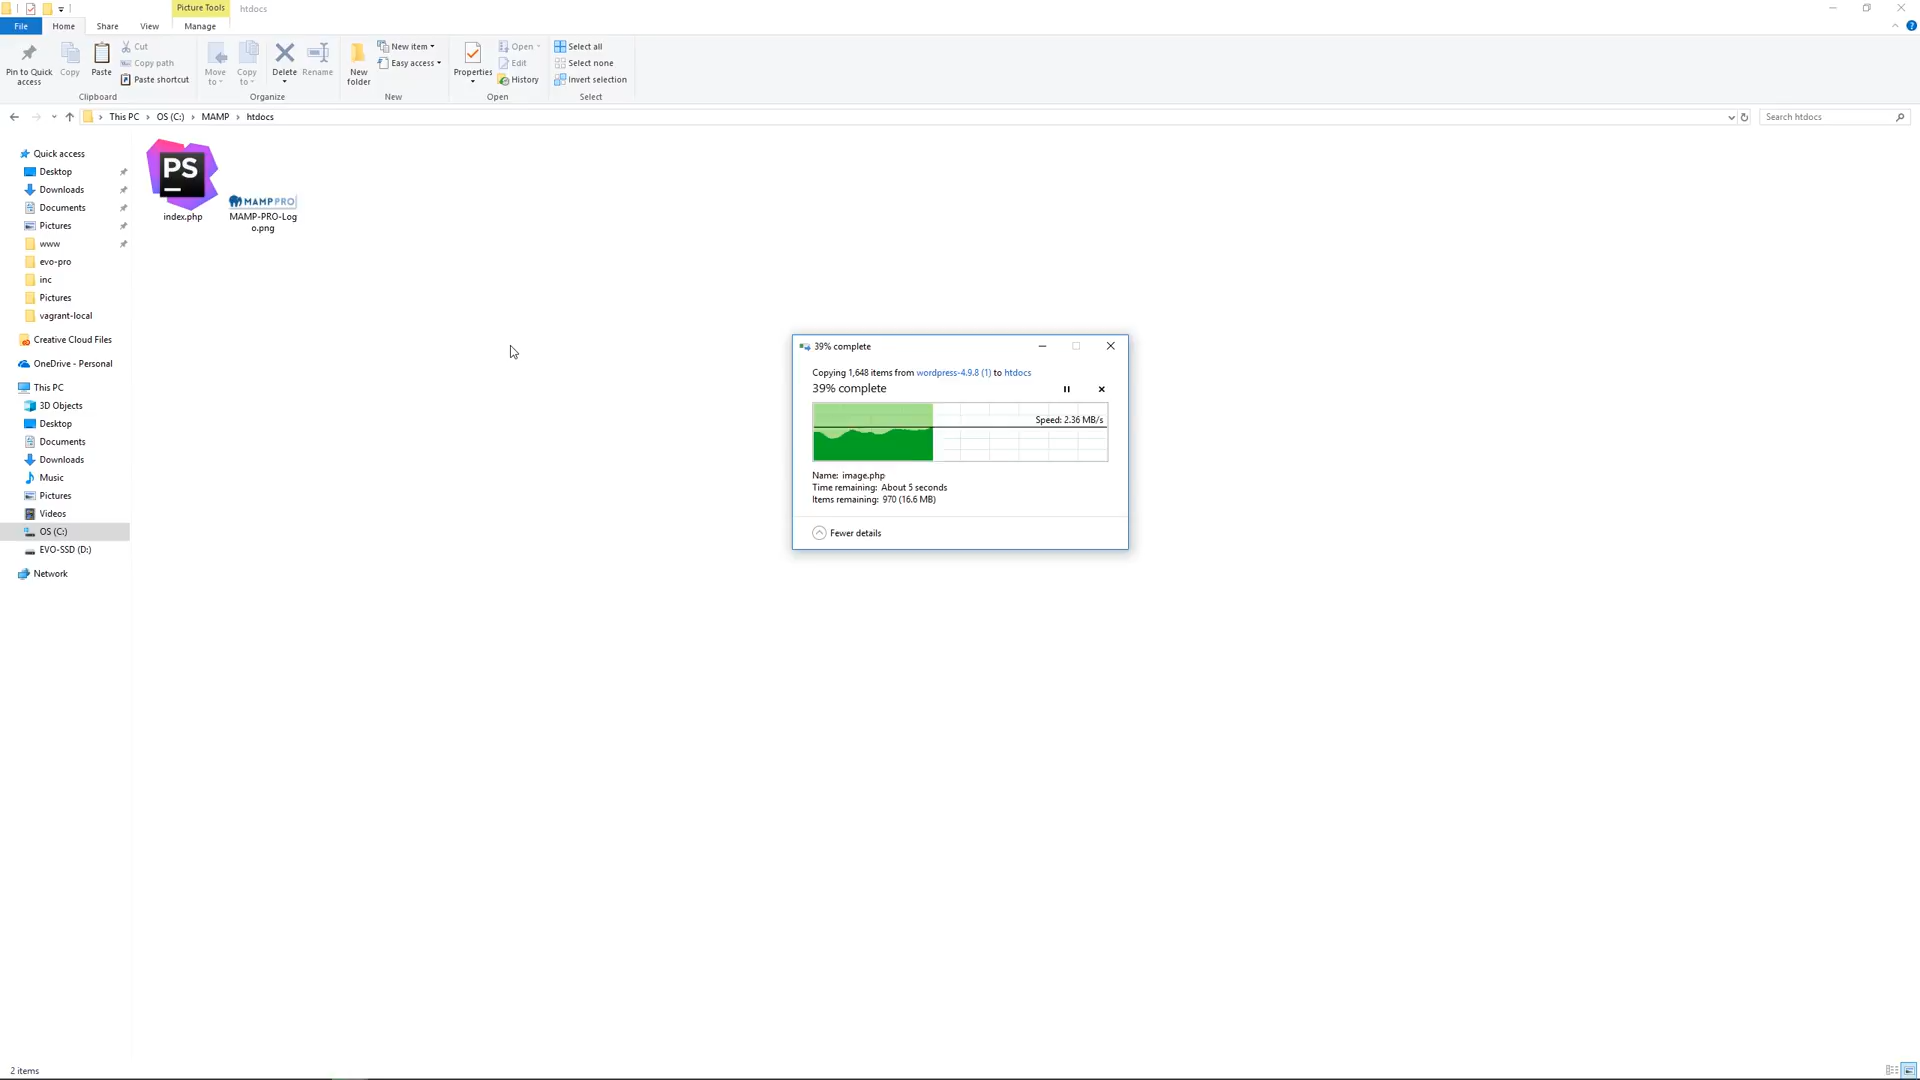 Picture Tools
htdocs
File
Home
Share
View
Manage
Pin to Quick
access
Copy
Paste
Cut
Copy path
Paste shortcut
Clipboard
Move
to
Copy
to
Delete
Rename
Organize
New
folder
New item
Easy access
New
Properties
Open
Edit
History
Open
Select all
Select none
Invert selection
Select
This PC
OS (C:)
MAMP
htdocs
Search htdocs
Quick access
Desktop
Downloads
Documents
Pictures
www
evo-pro
inc
Pictures
vagrant-local
Creative Cloud Files
OneDrive - Personal
This PC
3D Objects
Desktop
Documents
Downloads
Music
Pictures
Videos
OS (C:)
EVO-SSD (D:)
Network
PS
index.php
MAMP PRO
MAMP-PRO-Log
o.png
39% complete
Copying 1,648 items from wordpress-4.9.8 (1) to htdocs
39% complete
Speed: 2.36 MB/s
Name: image.php
Time remaining: About 5 seconds
Items remaining: 970 (16.6 MB)
Fewer details
2 items